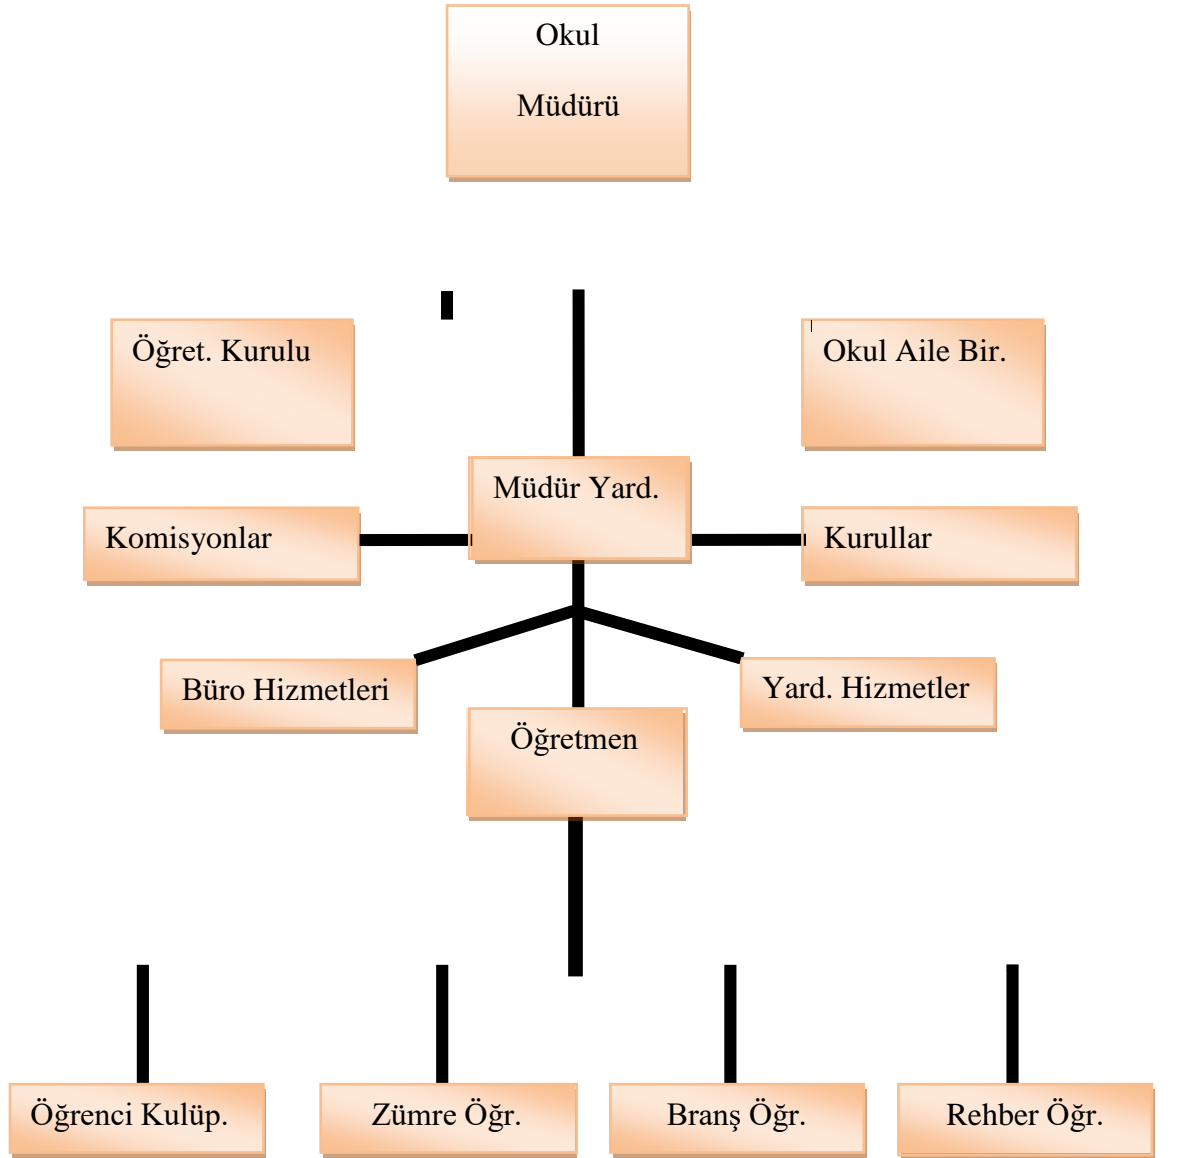 Okul
Müdürü
Öğret. Kurulu
Okul Aile Bir.
Müdür Yard.
Komisyonlar
Kurullar
Büro Hizmetleri
Yard. Hizmetler
Öğretmen
Öğrenci Kulüp.
Zümre Öğr.
Branş Öğr.
Rehber Öğr.